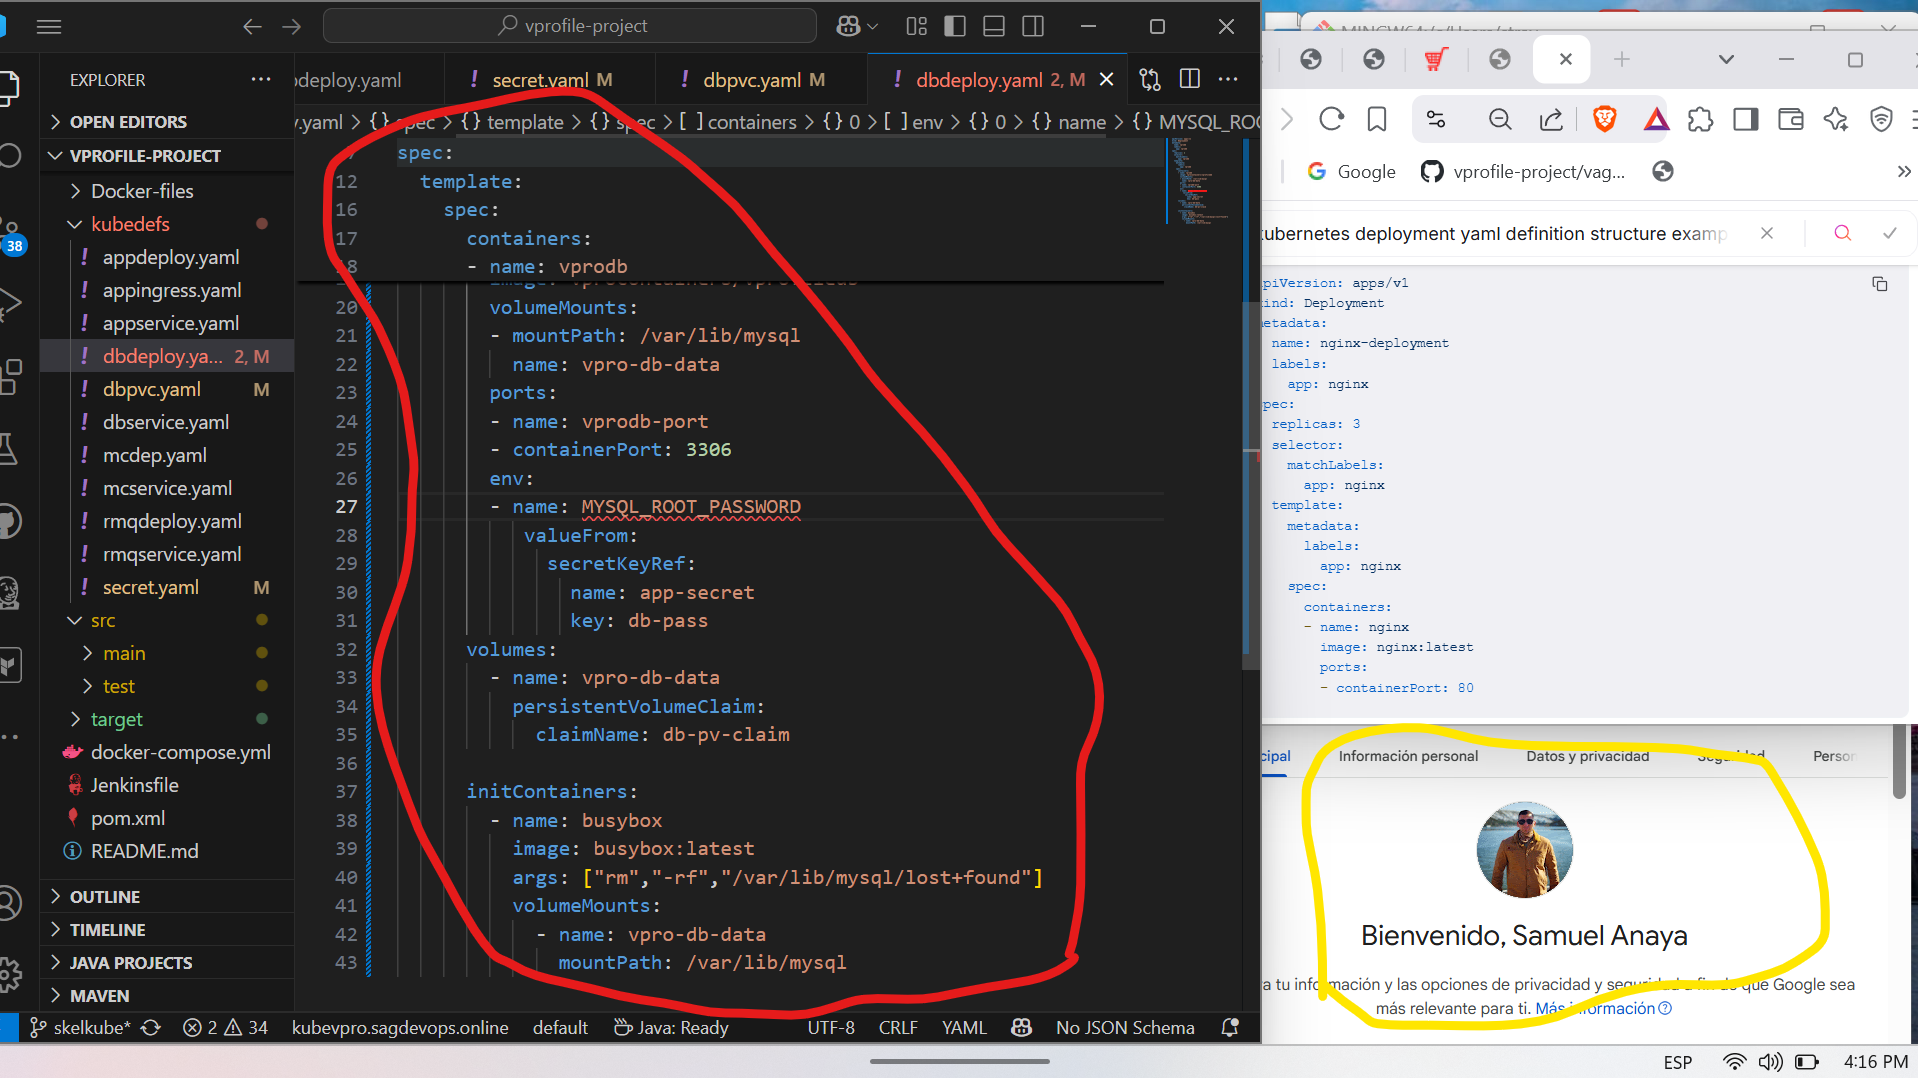 vprofile-project
EXPLORER
OPEN EDITORS
VPROFILE-PROJECT
Docker-files
kubedefs
appdeploy.yaml
appingress.yaml
appservice.yaml
dbdeploy.ya... 2, M
dbpvc.yaml M
dbservice.yaml
mcdep.yaml
mcservice.yaml
rmqdeploy.yaml
rmqservice.yaml
secret.yaml M
src
main
test
target
docker-compose.yml
Jenkinsfile
pom.xml
README.md
OUTLINE
TIMELINE
JAVA PROJECTS
MAVEN
38
deploy.yaml
secret.yaml M
dbpvc.yaml M
dbdeploy.yaml 2, M
y.yaml > {} spec > {} template > {} spec > [ ] containers > {} 0 > [ ] env > {} 0 > {} name > {} MYSQL_ROO
spec:
12 template:
16 spec:
17 containers:
18 - name: vprodb
20 volumeMounts:
21 - mountPath: /var/lib/mysql
22 name: vpro-db-data
23 ports:
24 - name: vprodb-port
25 - containerPort: 3306
26 env:
27 - name: MYSQL_ROOT_PASSWORD
28 valueFrom:
29 secretKeyRef:
30 name: app-secret
31 key: db-pass
32 volumes:
33 - name: vpro-db-data
34 persistentVolumeClaim:
35 claimName: db-pv-claim
36
37 initContainers:
38 - name: busybox
39 image: busybox:latest
40 args: ["rm","-rf","/var/lib/mysql/lost+found"]
41 volumeMounts:
42 - name: vpro-db-data
43 mountPath: /var/lib/mysql
skelkube* 2 34 kubevpro.sagdevops.online default Java: Ready UTF-8 CRLF YAML No JSON Schema
Google
vprofile-project/vag...
kubernetes deployment yaml definition structure examp
apiVersion: apps/v1
kind: Deployment
metadata:
name: nginx-deployment
labels:
app: nginx
spec:
replicas: 3
selector:
matchLabels:
app: nginx
template:
metadata:
labels:
app: nginx
spec:
containers:
- name: nginx
image: nginx:latest
ports:
- containerPort: 80
cipal
Información personal
Datos y privacidad
Seguridad
Person
Bienvenido, Samuel Anaya
a tu información y las opciones de privacidad y seguridad a fin de que Google sea
más relevante para ti. Más información
ESP
4:16 PM